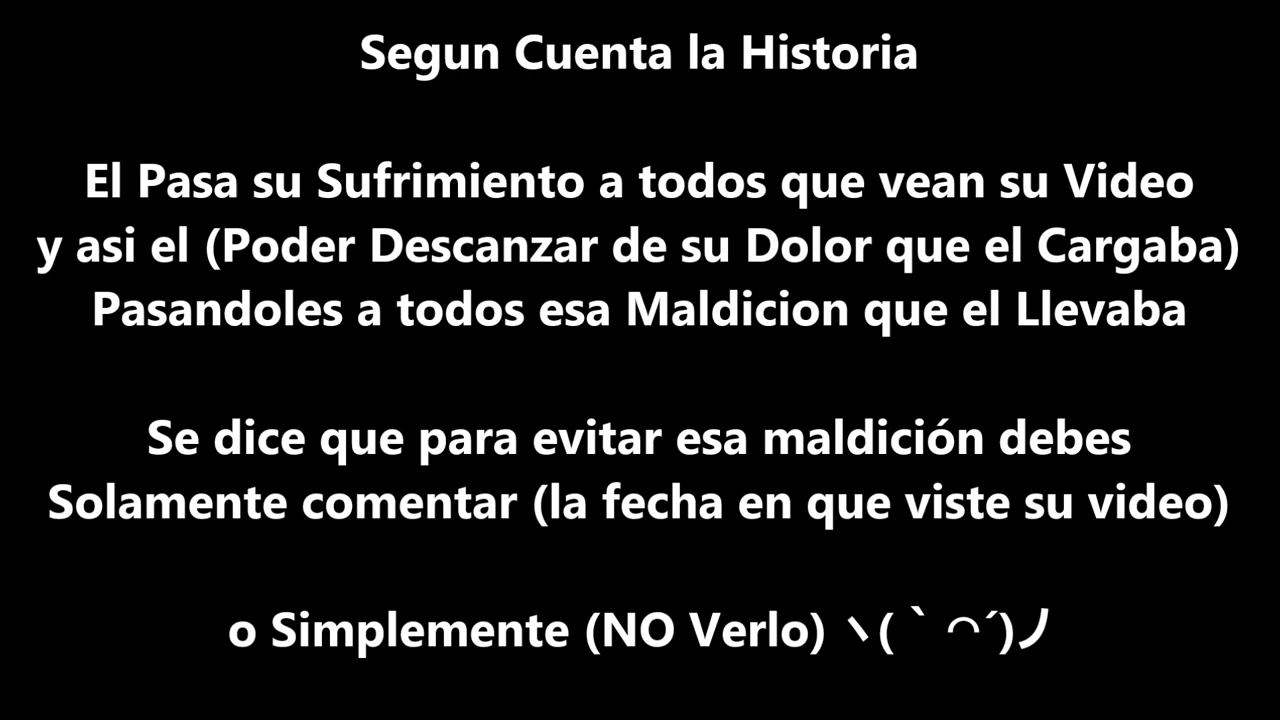 Segun Cuenta la Historia
El Pasa su Sufrimiento a todos que vean su Video
y asi el (Poder Descanzar de su Dolor que el Cargaba)
Pasandoles a todos esa Maldicion que el Llevaba
Se dice que para evitar esa maldición debes
Solamente comentar (la fecha en que viste su video)
o Simplemente (NO Verlo) ヽ(｀⌒´)ノ